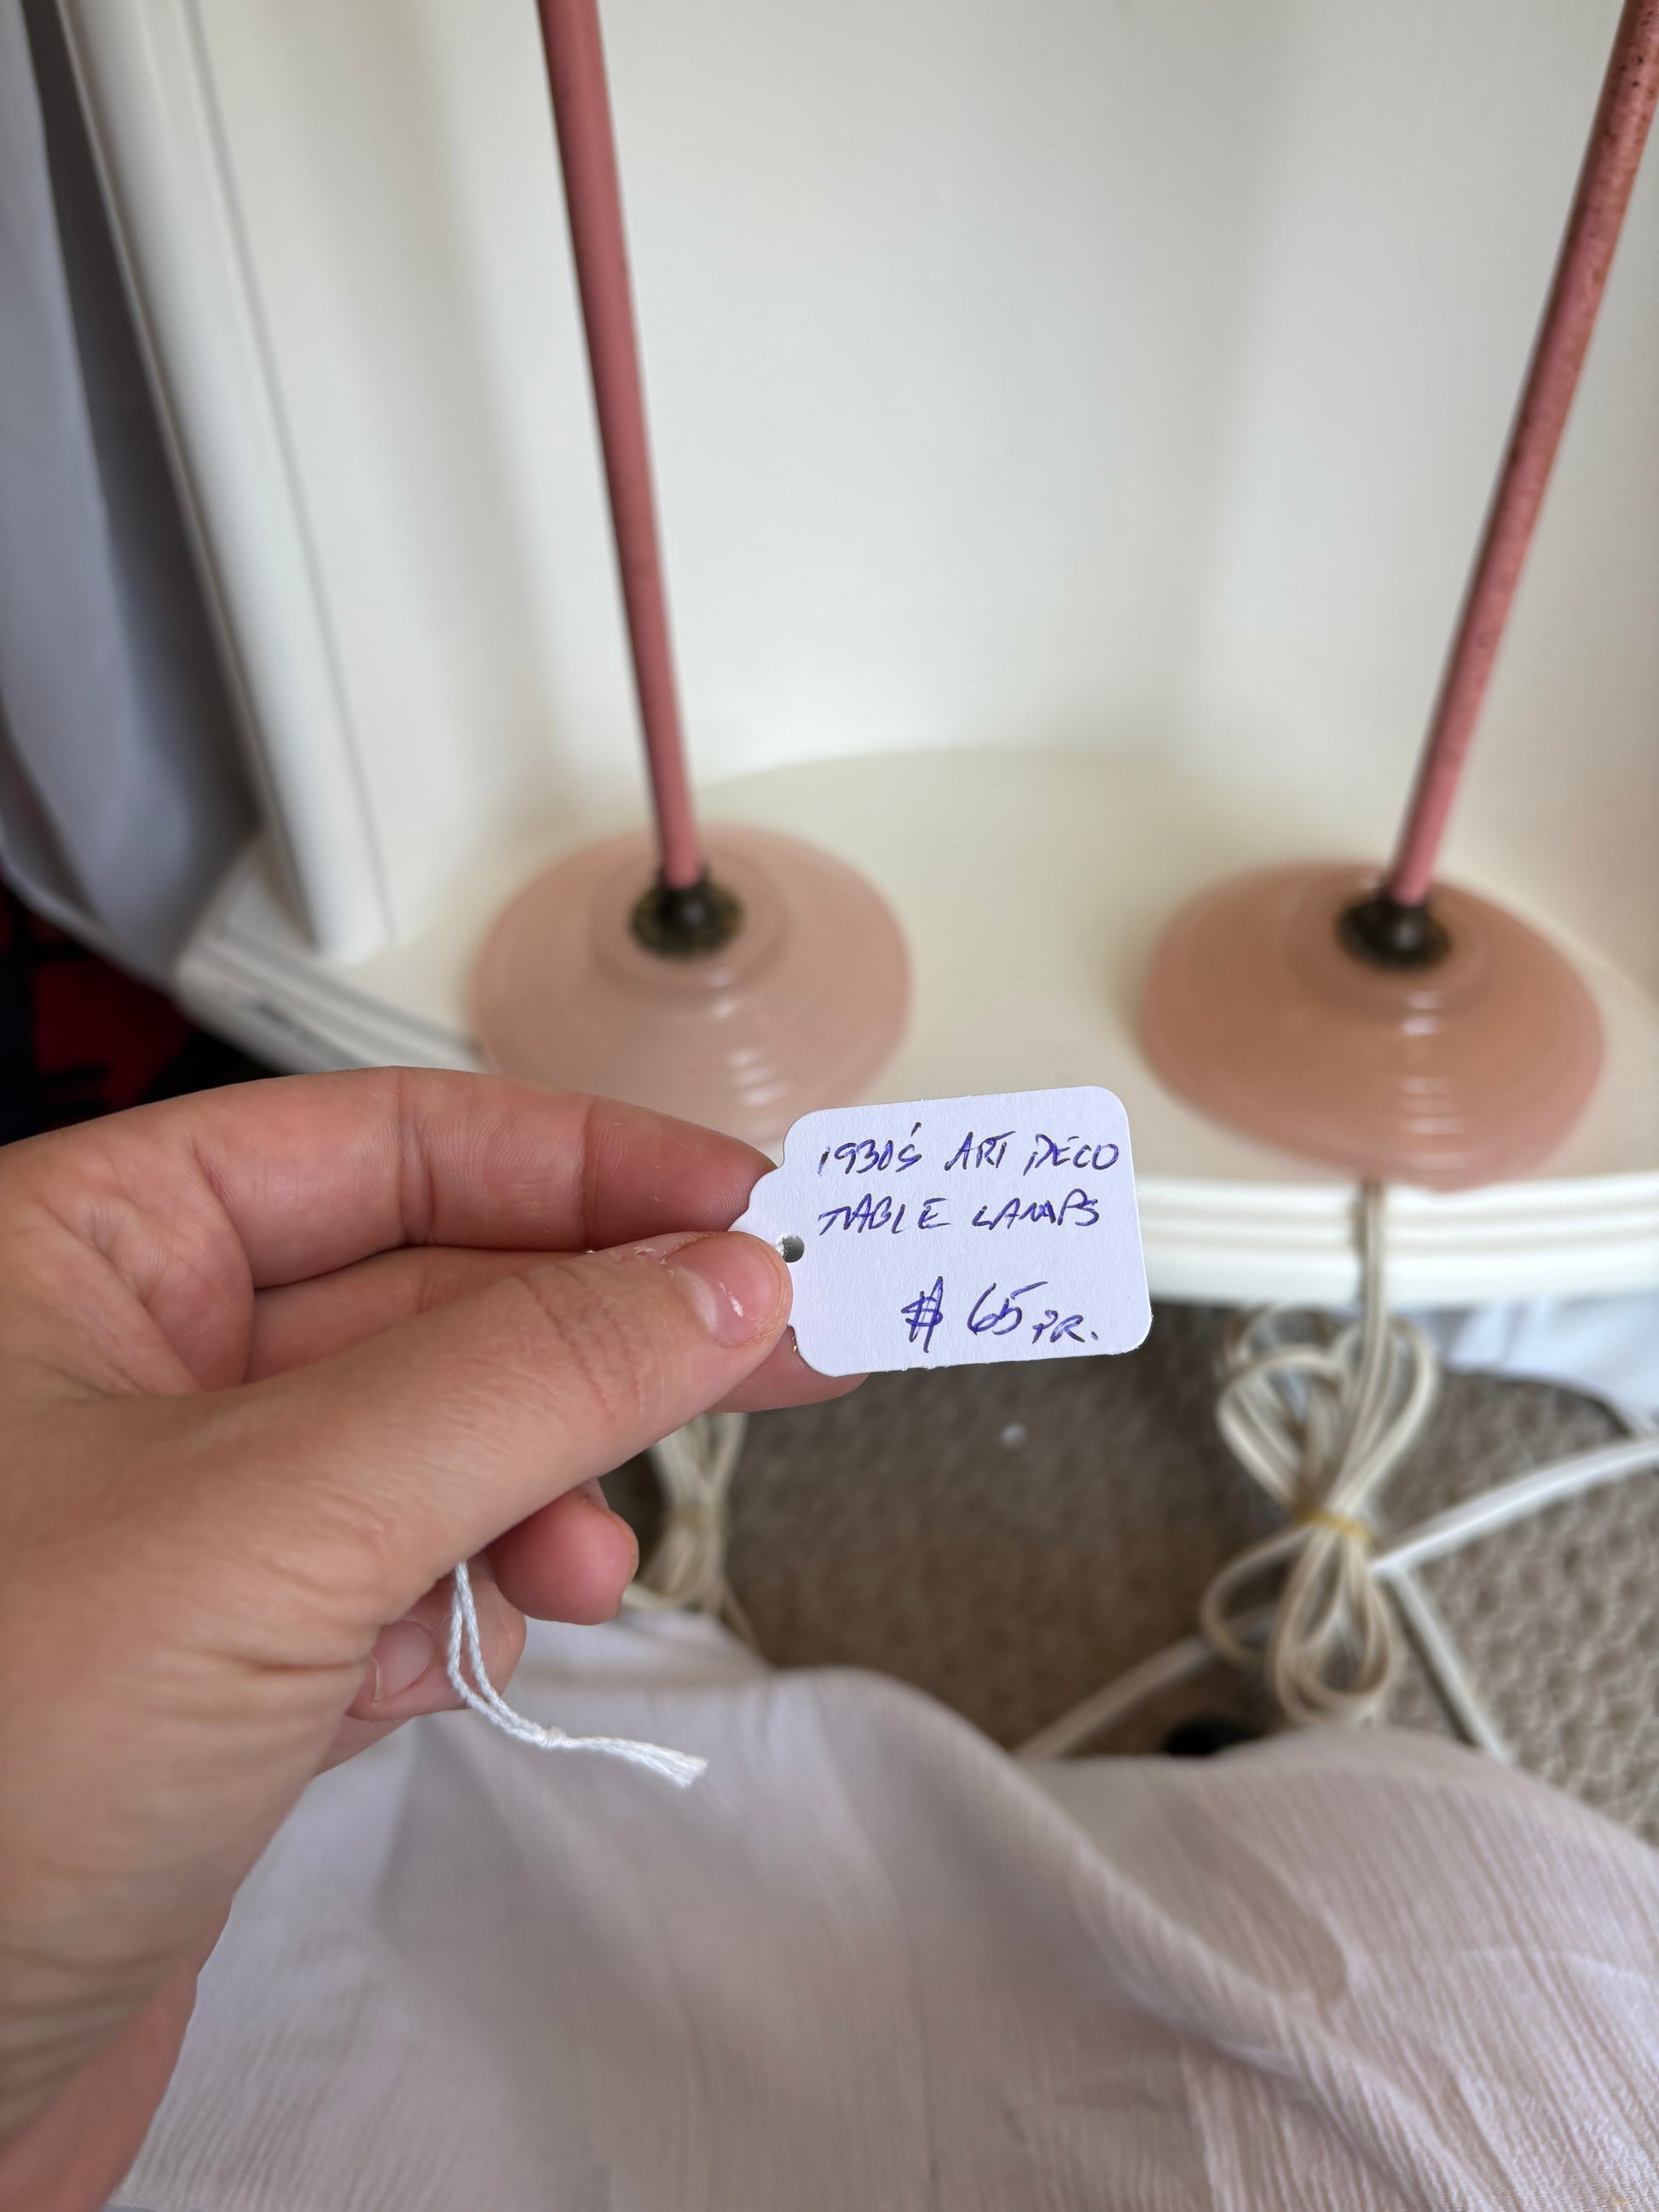 1930's ART DECO
TABLE LAMPS
$ 65 PR.